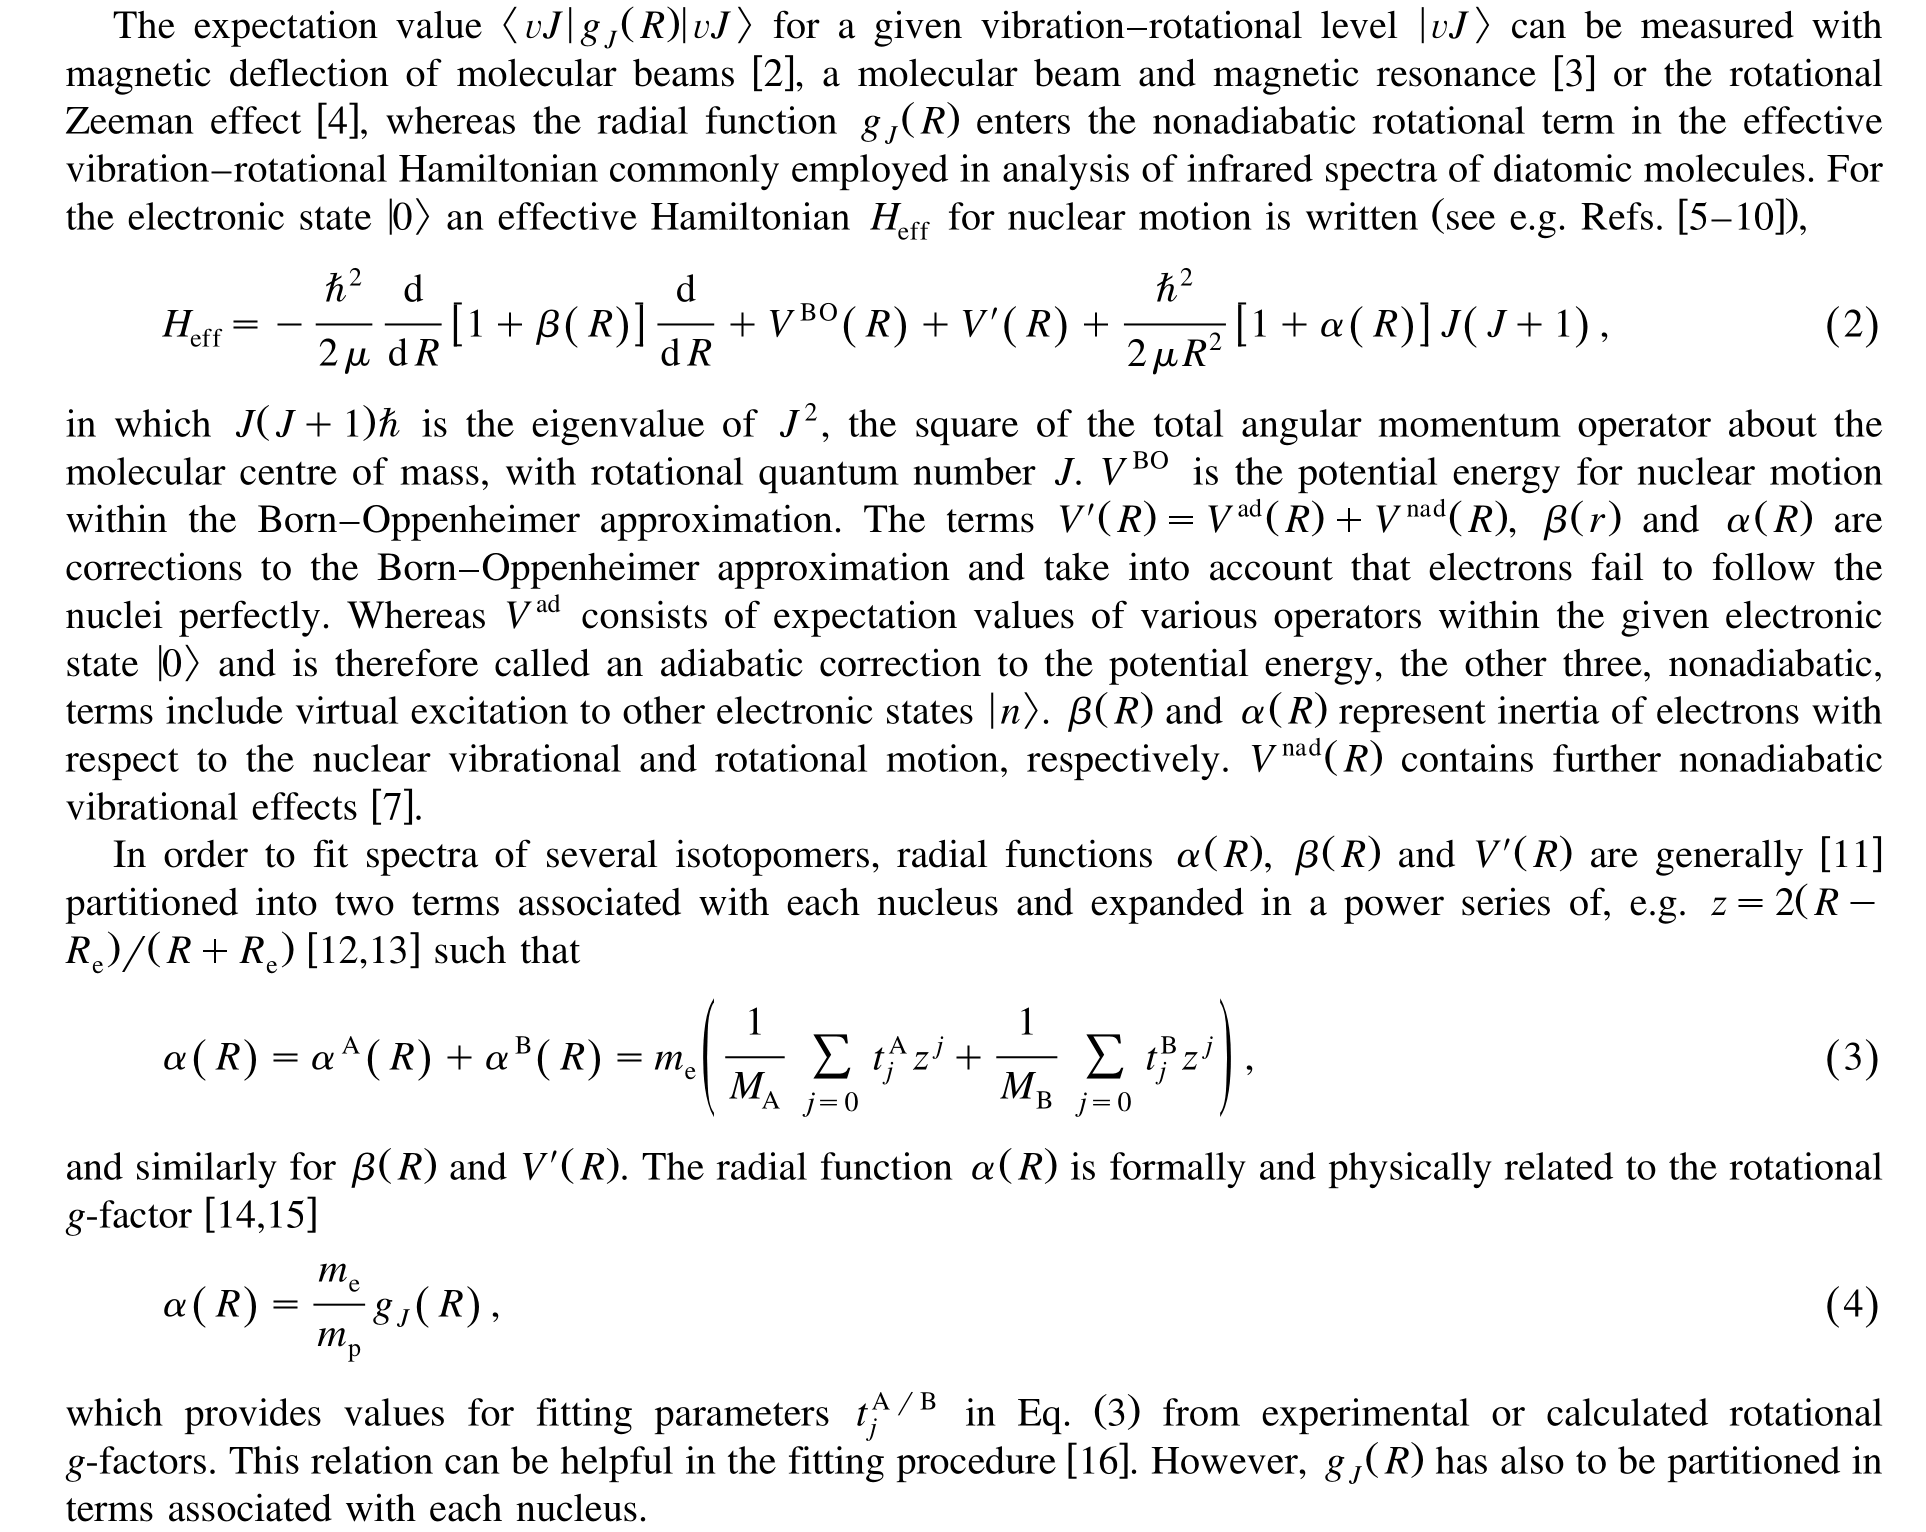 The expectation value ⟨vJ|g_J(R)|vJ⟩ for a given vibration–rotational level |vJ⟩ can be measured with
magnetic deflection of molecular beams [2], a molecular beam and magnetic resonance [3] or the rotational
Zeeman effect [4], whereas the radial function g_J(R) enters the nonadiabatic rotational term in the effective
vibration–rotational Hamiltonian commonly employed in analysis of infrared spectra of diatomic molecules. For
the electronic state |0⟩ an effective Hamiltonian H_eff for nuclear motion is written (see e.g. Refs. [5–10]),
H_eff = − ℏ²/2μ d/dR [1 + β(R)] d/dR + V^BO(R) + V′(R) + ℏ²/2μR² [1 + α(R)] J(J + 1), (2)
in which J(J + 1)ℏ is the eigenvalue of J², the square of the total angular momentum operator about the
molecular centre of mass, with rotational quantum number J. V^BO is the potential energy for nuclear motion
within the Born–Oppenheimer approximation. The terms V′(R) = V^ad(R) + V^nad(R), β(r) and α(R) are
corrections to the Born–Oppenheimer approximation and take into account that electrons fail to follow the
nuclei perfectly. Whereas V^ad consists of expectation values of various operators within the given electronic
state |0⟩ and is therefore called an adiabatic correction to the potential energy, the other three, nonadiabatic,
terms include virtual excitation to other electronic states |n⟩. β(R) and α(R) represent inertia of electrons with
respect to the nuclear vibrational and rotational motion, respectively. V^nad(R) contains further nonadiabatic
vibrational effects [7].
In order to fit spectra of several isotopomers, radial functions α(R), β(R) and V′(R) are generally [11]
partitioned into two terms associated with each nucleus and expanded in a power series of, e.g. z = 2(R −
R_e)/(R + R_e) [12,13] such that
α(R) = α^A(R) + α^B(R) = m_e( 1/M_A ∑_{j=0} t_j^A z^j + 1/M_B ∑_{j=0} t_j^B z^j ), (3)
and similarly for β(R) and V′(R). The radial function α(R) is formally and physically related to the rotational
g-factor [14,15]
α(R) = m_e/m_p g_J(R), (4)
which provides values for fitting parameters t_j^{A/B} in Eq. (3) from experimental or calculated rotational
g-factors. This relation can be helpful in the fitting procedure [16]. However, g_J(R) has also to be partitioned in
terms associated with each nucleus.